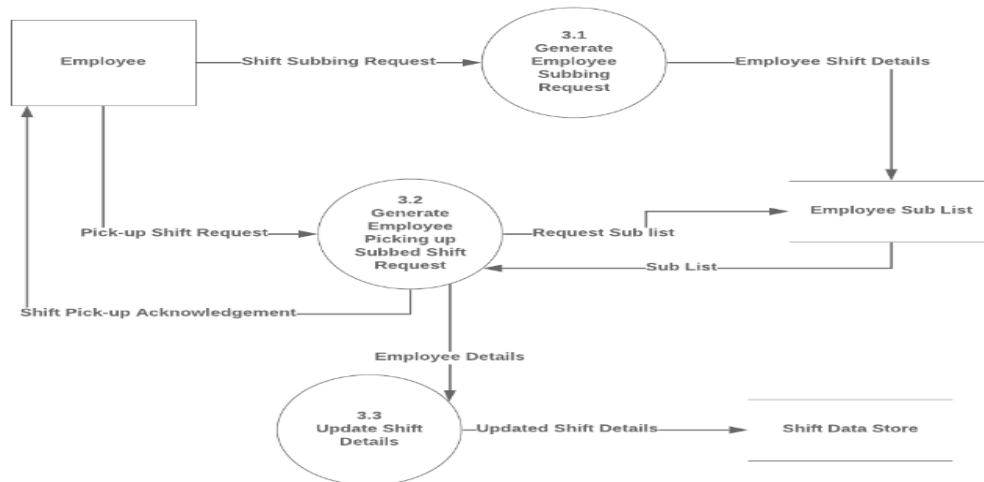 3.1
Generate
Employee
Subbing
Request
Employee
Shift Subbing Request
Employee Shift Details
3.2
Generate
Employee
Picking up
Subbed Shift
Request
Employee Sub List
Pick-up Shift Request
Request Sub list
Sub List
Shift Pick-up Acknowledgement
Employee Details
3.3
Update Shift
Details
Updated Shift Details
Shift Data Store